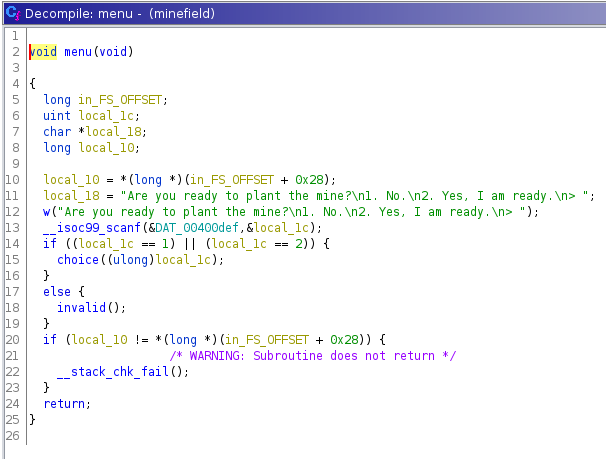 Decompile: menu - (minefield)
1
2 void menu(void)
3
4 {
5 long in_FS_OFFSET;
6 uint local_1c;
7 char *local_18;
8 long local_10;
9
10 local_10 = *(long *)(in_FS_OFFSET + 0x28);
11 local_18 = "Are you ready to plant the mine?\n1. No.\n2. Yes, I am ready.\n> ";
12 w("Are you ready to plant the mine?\n1. No.\n2. Yes, I am ready.\n> ");
13 __isoc99_scanf(&DAT_00400def,&local_1c);
14 if ((local_1c == 1) || (local_1c == 2)) {
15 choice((ulong)local_1c);
16 }
17 else {
18 invalid();
19 }
20 if (local_10 != *(long *)(in_FS_OFFSET + 0x28)) {
21 /* WARNING: Subroutine does not return */
22 __stack_chk_fail();
23 }
24 return;
25 }
26